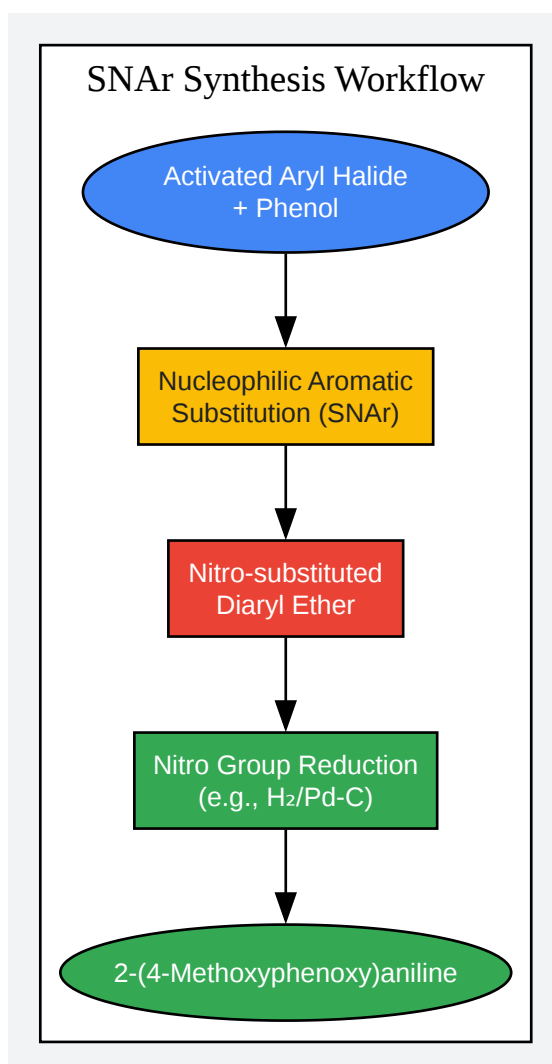 SNAr Synthesis Workflow
Activated Aryl Halide
+ Phenol
Nucleophilic Aromatic
Substitution (SNAr)
Nitro-substituted
Diaryl Ether
Nitro Group Reduction
(e.g., H₂/Pd-C)
2-(4-Methoxyphenoxy)aniline